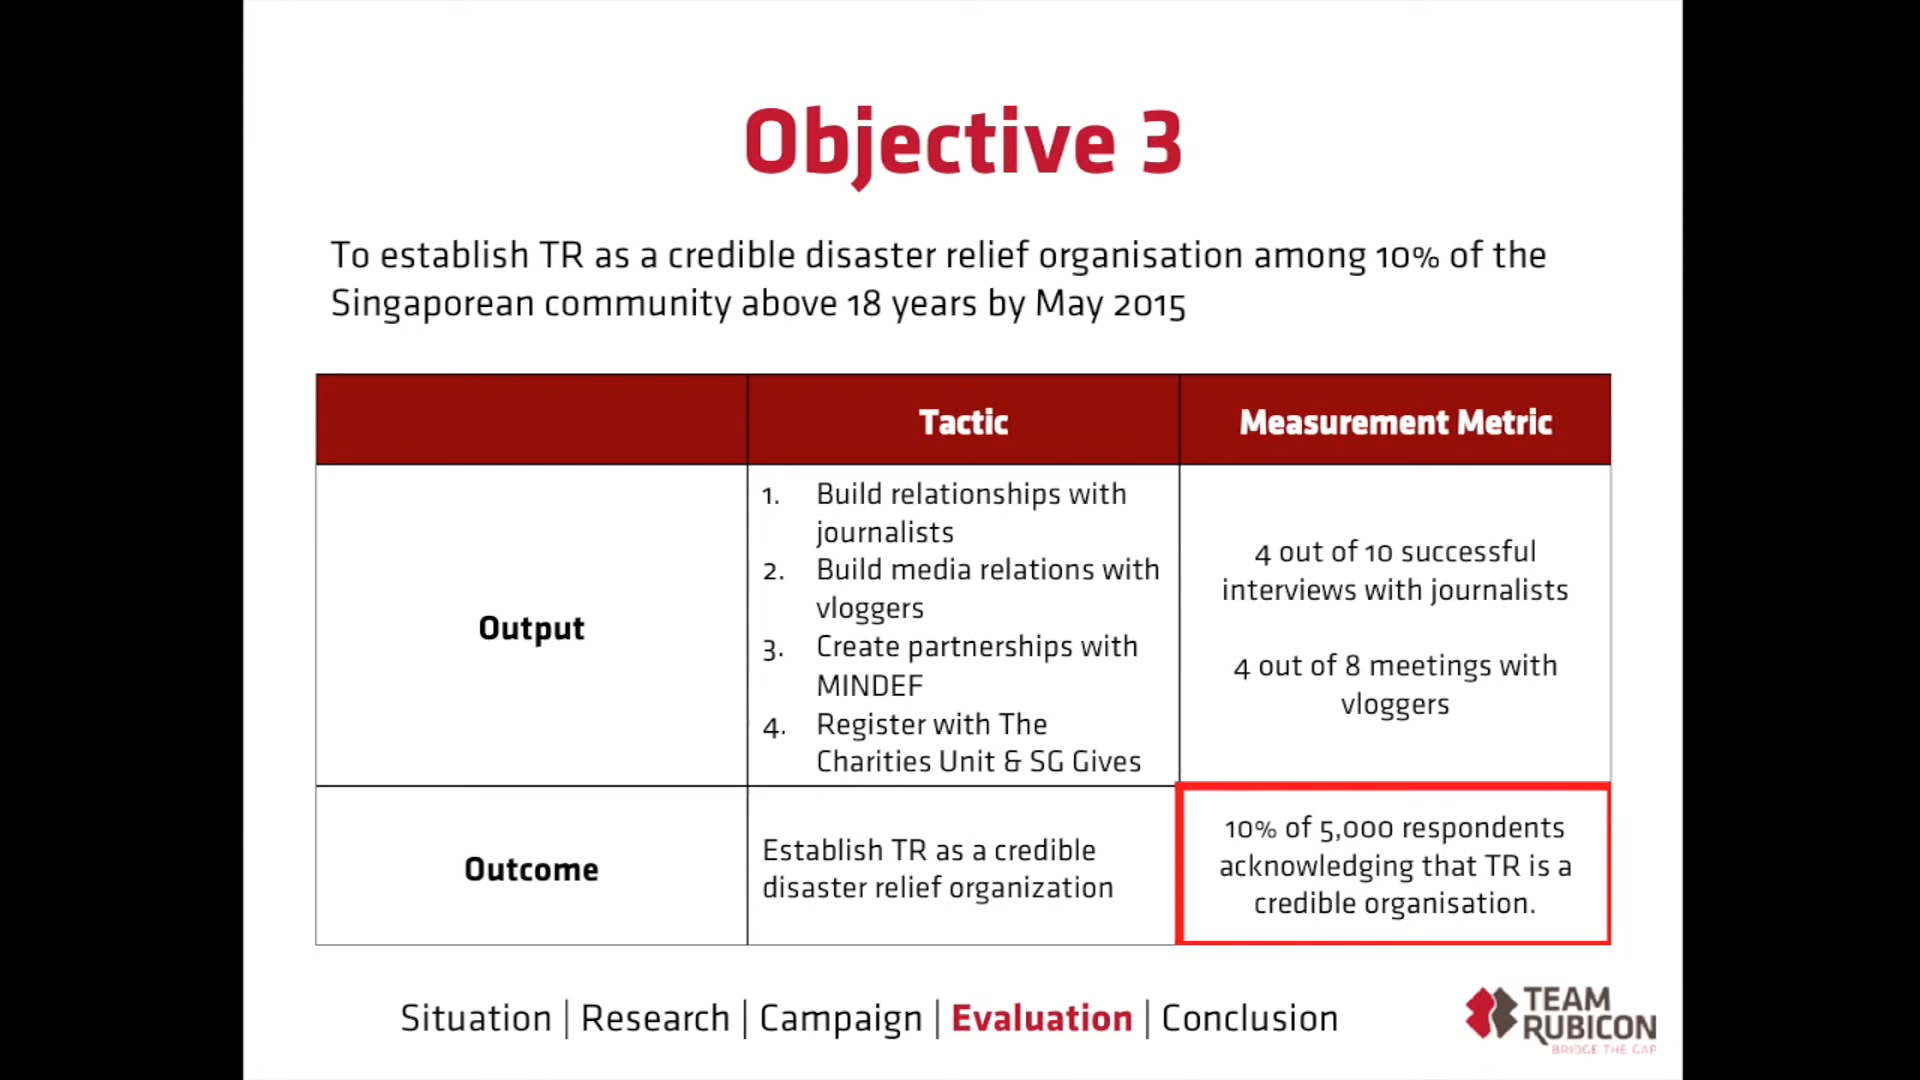 Objective 3
To establish TR as a credible disaster relief organisation among 10% of the
Singaporean community above 18 years by May 2015
Tactic
Measurement Metric
Output
1. Build relationships with
journalists
2. Build media relations with
vloggers
3. Create partnerships with
MINDEF
4. Register with The
Charities Unit & SG Gives
4 out of 10 successful
interviews with journalists
4 out of 8 meetings with
vloggers
Outcome
Establish TR as a credible
disaster relief organization
10% of 5,000 respondents
acknowledging that TR is a
credible organisation.
Situation | Research | Campaign | Evaluation | Conclusion
TEAM
RUBICON
BRIDGE THE GAP